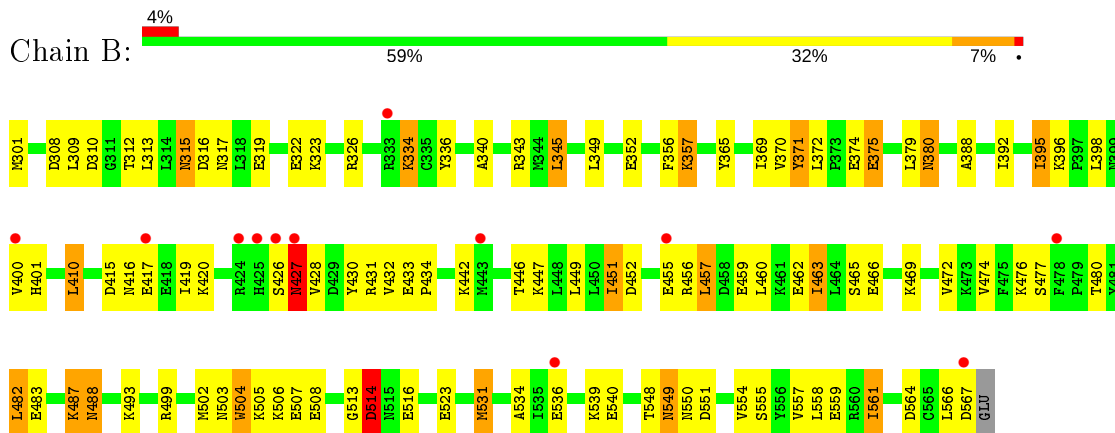 4%
Chain B:
59% 32% 7% •
M301 D308 L309 D310 G311 T312 L313 L314 N315 D316 N317 L318 E319 E322 K323 R326 R333 K334 C335 Y336 A340 R343 M344 L345 L349 E352 F356 K357 Y365 I369 V370 Y371 L372 P373 E374 E375 L379 N380 A388 I392 I395 K396 P397 L398 N399
V400 H401 L410 D415 N416 E417 E418 I419 K420 R424 H425 S426 N427 V428 D429 Y430 R431 V432 E433 P434 K442 M443 T446 K447 L448 L449 L450 I451 D452 E455 R456 L457 D458 E459 L460 K461 E462 I463 L464 S465 E466 K469 V472 K473 V474 F475 K476 S477 F478 P479 T480 Y481
L482 E483 K487 N488 K493 R499 M502 N503 W504 K505 K506 E507 E508 G513 D514 N515 E516 E523 M531 A534 I535 E536 K539 E540 T548 N549 N550 D551 V554 S555 Y556 V557 L558 E559 R560 I561 D564 C565 L566 D567 GLU